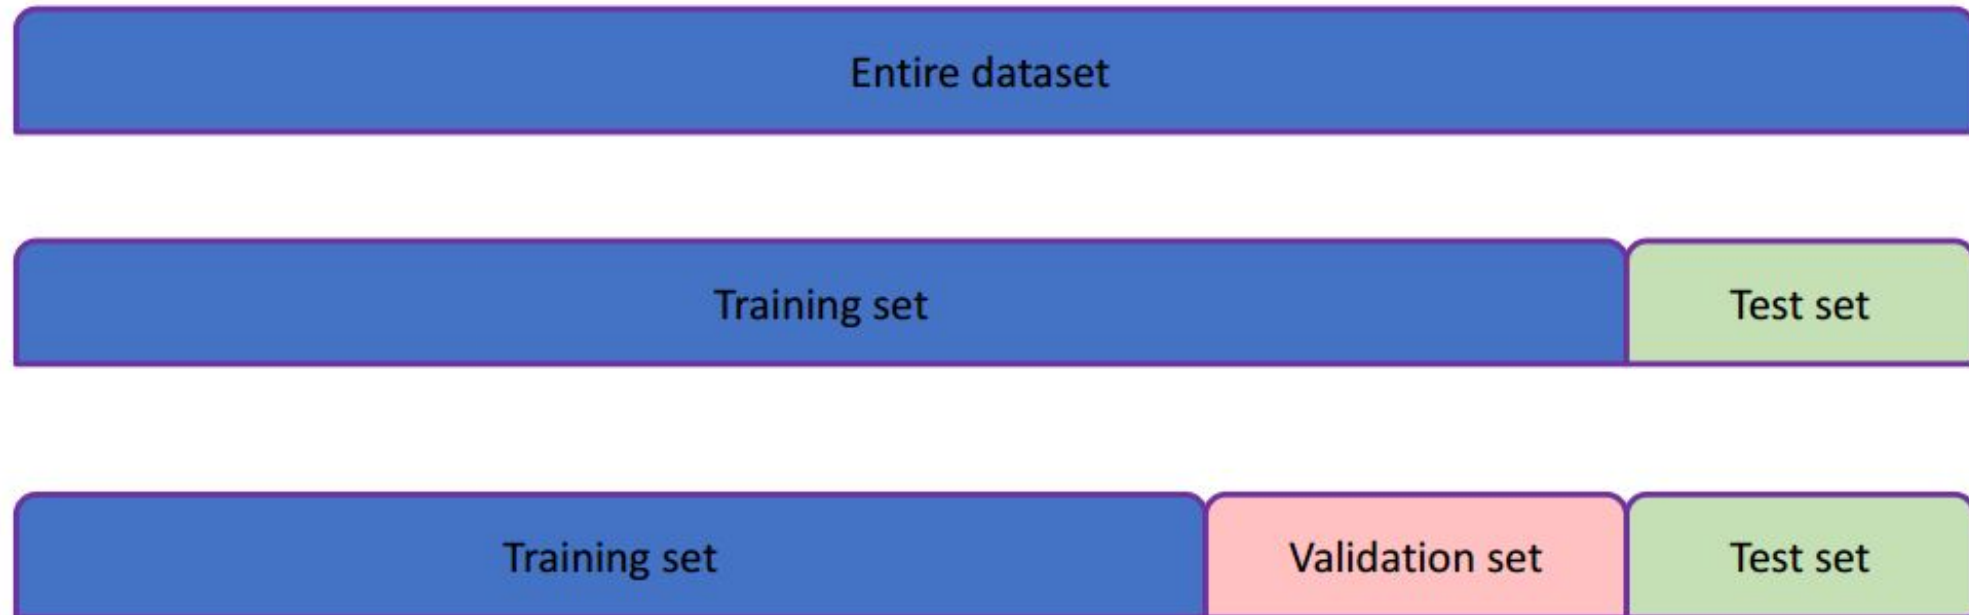 Entire dataset
Training set Test set
Training set Validation set Test set